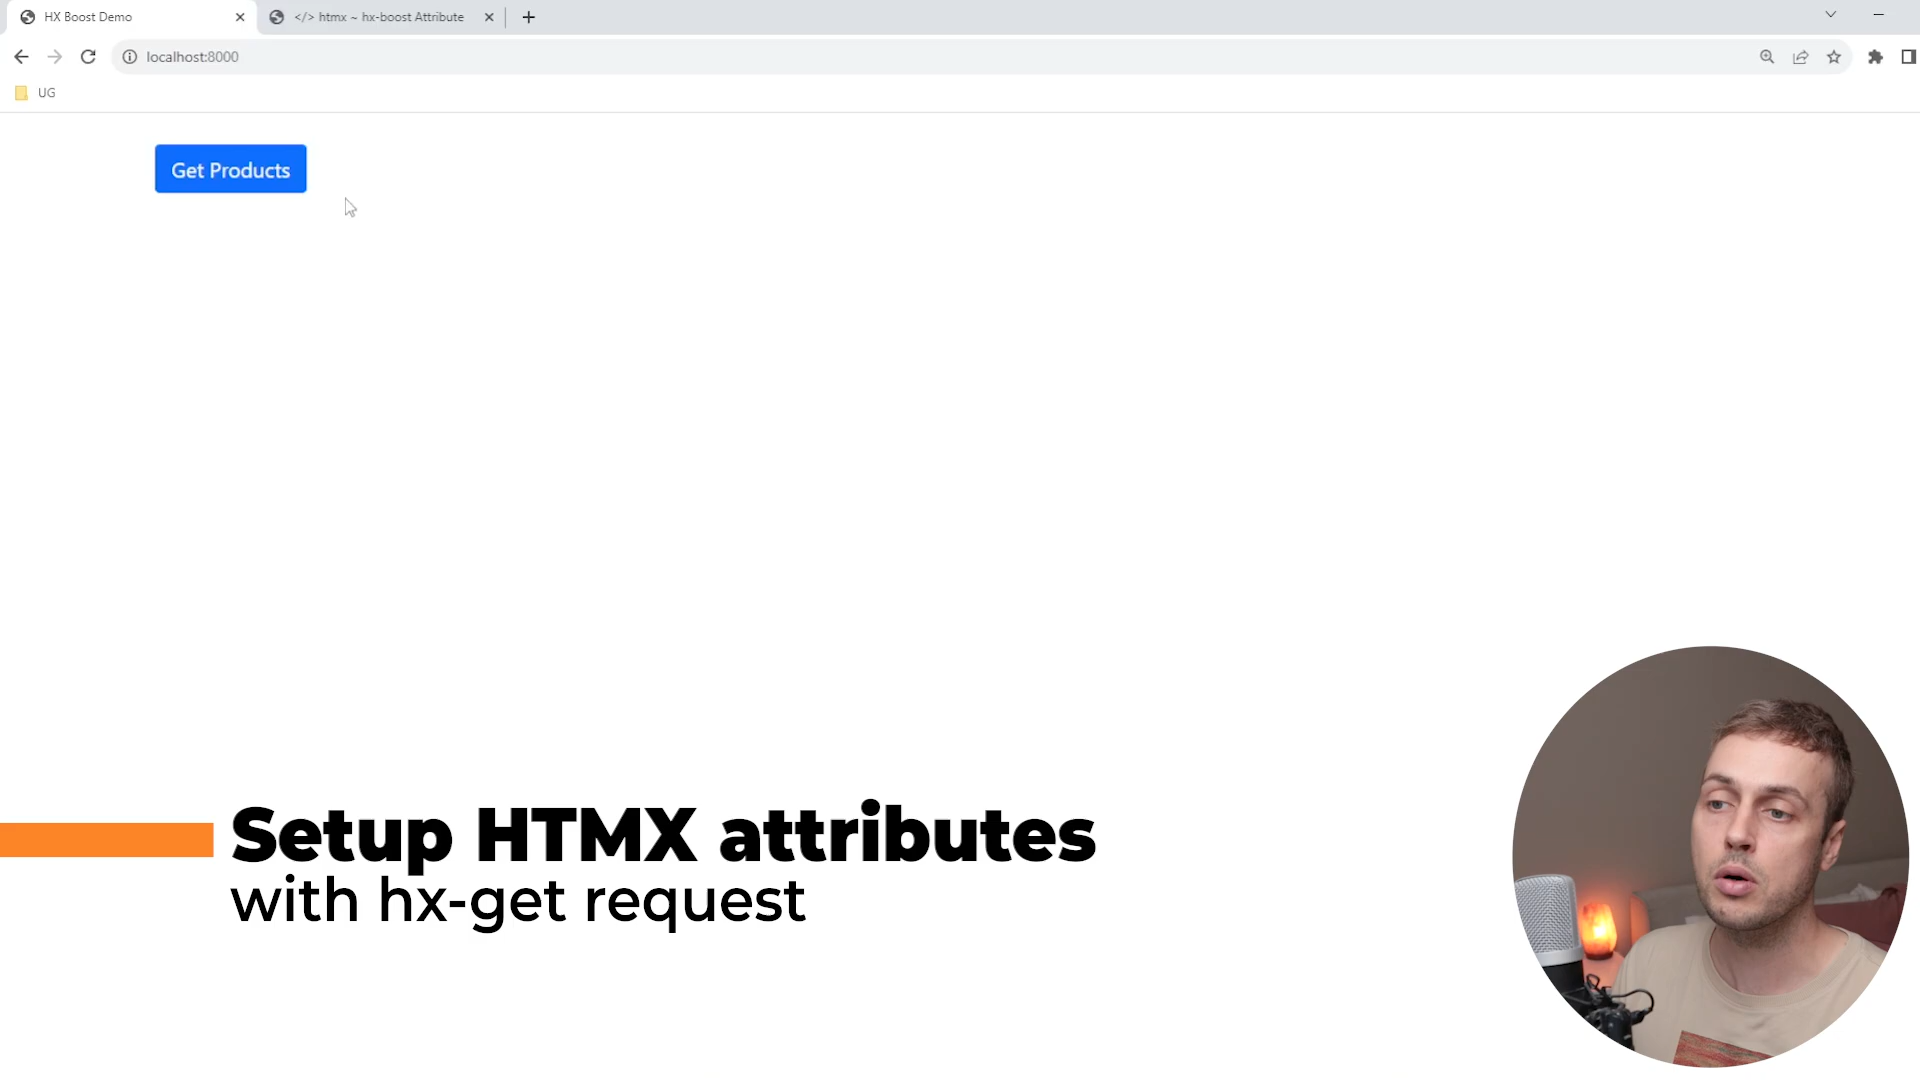 HX Boost Demo
</> htmx ~ hx-boost Attribute
localhost:8000
UG
Get Products
Setup HTMX attributes
with hx-get request